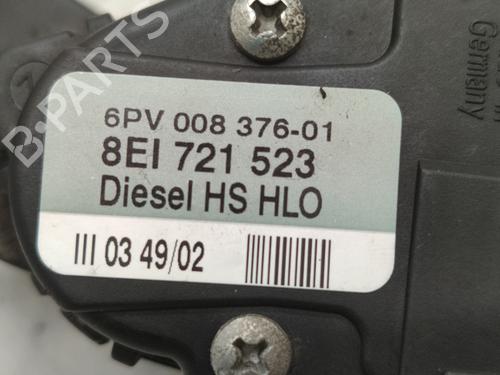 Germany
B-PARTS
6PV 008 376-01
8EI 721 523
Diesel HS HLO
III 03 49/02